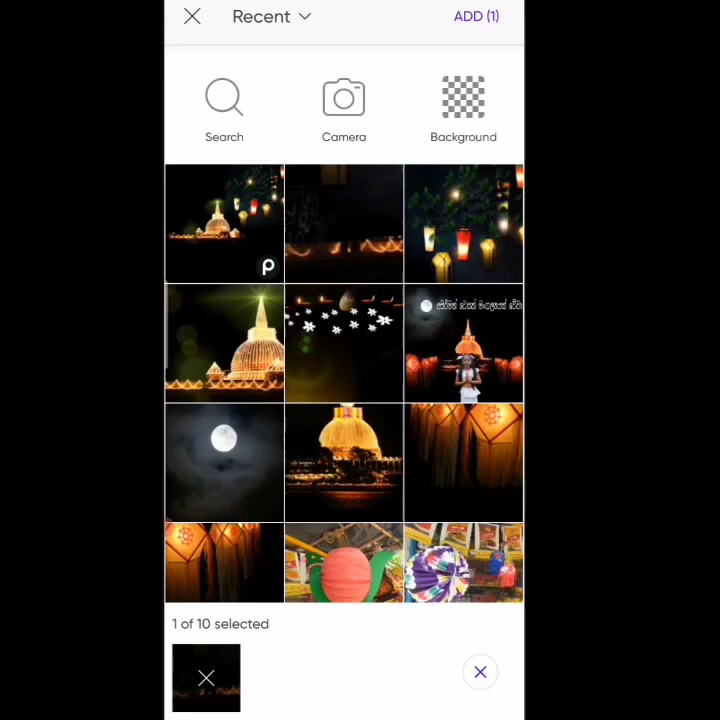 Recent
ADD (1)
Search
Camera
Background
1 of 10 selected